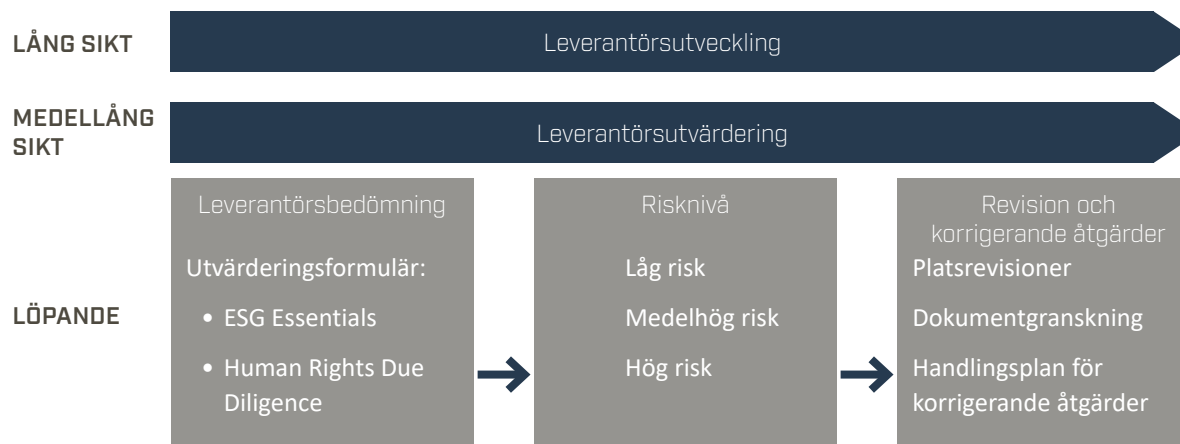 LÅNG SIKT
Leverantörsutveckling
MEDELLÅNG
SIKT
Leverantörsutvärdering
LÖPANDE
Leverantörsbedömning
Utvärderingsformulär:
• ESG Essentials
• Human Rights Due
Diligence
Risknivå
Låg risk
Medelhög risk
Hög risk
Revision och
korrigerande åtgärder
Platsrevisioner
Dokumentgranskning
Handlingsplan för
korrigerande åtgärder